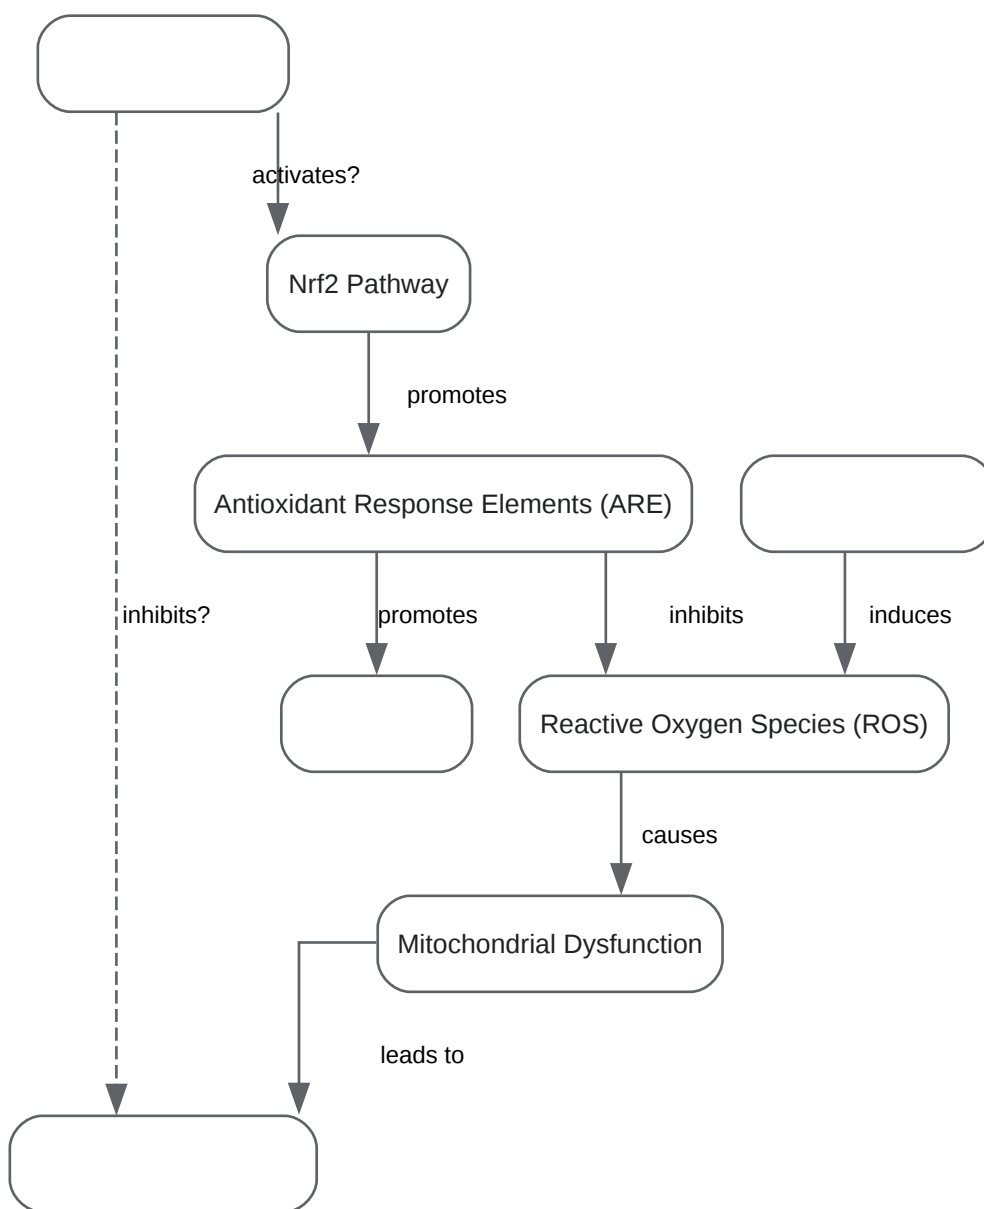 activates?
Nrf2 Pathway
promotes
Antioxidant Response Elements (ARE)
inhibits?
promotes
inhibits
induces
Reactive Oxygen Species (ROS)
causes
Mitochondrial Dysfunction
leads to